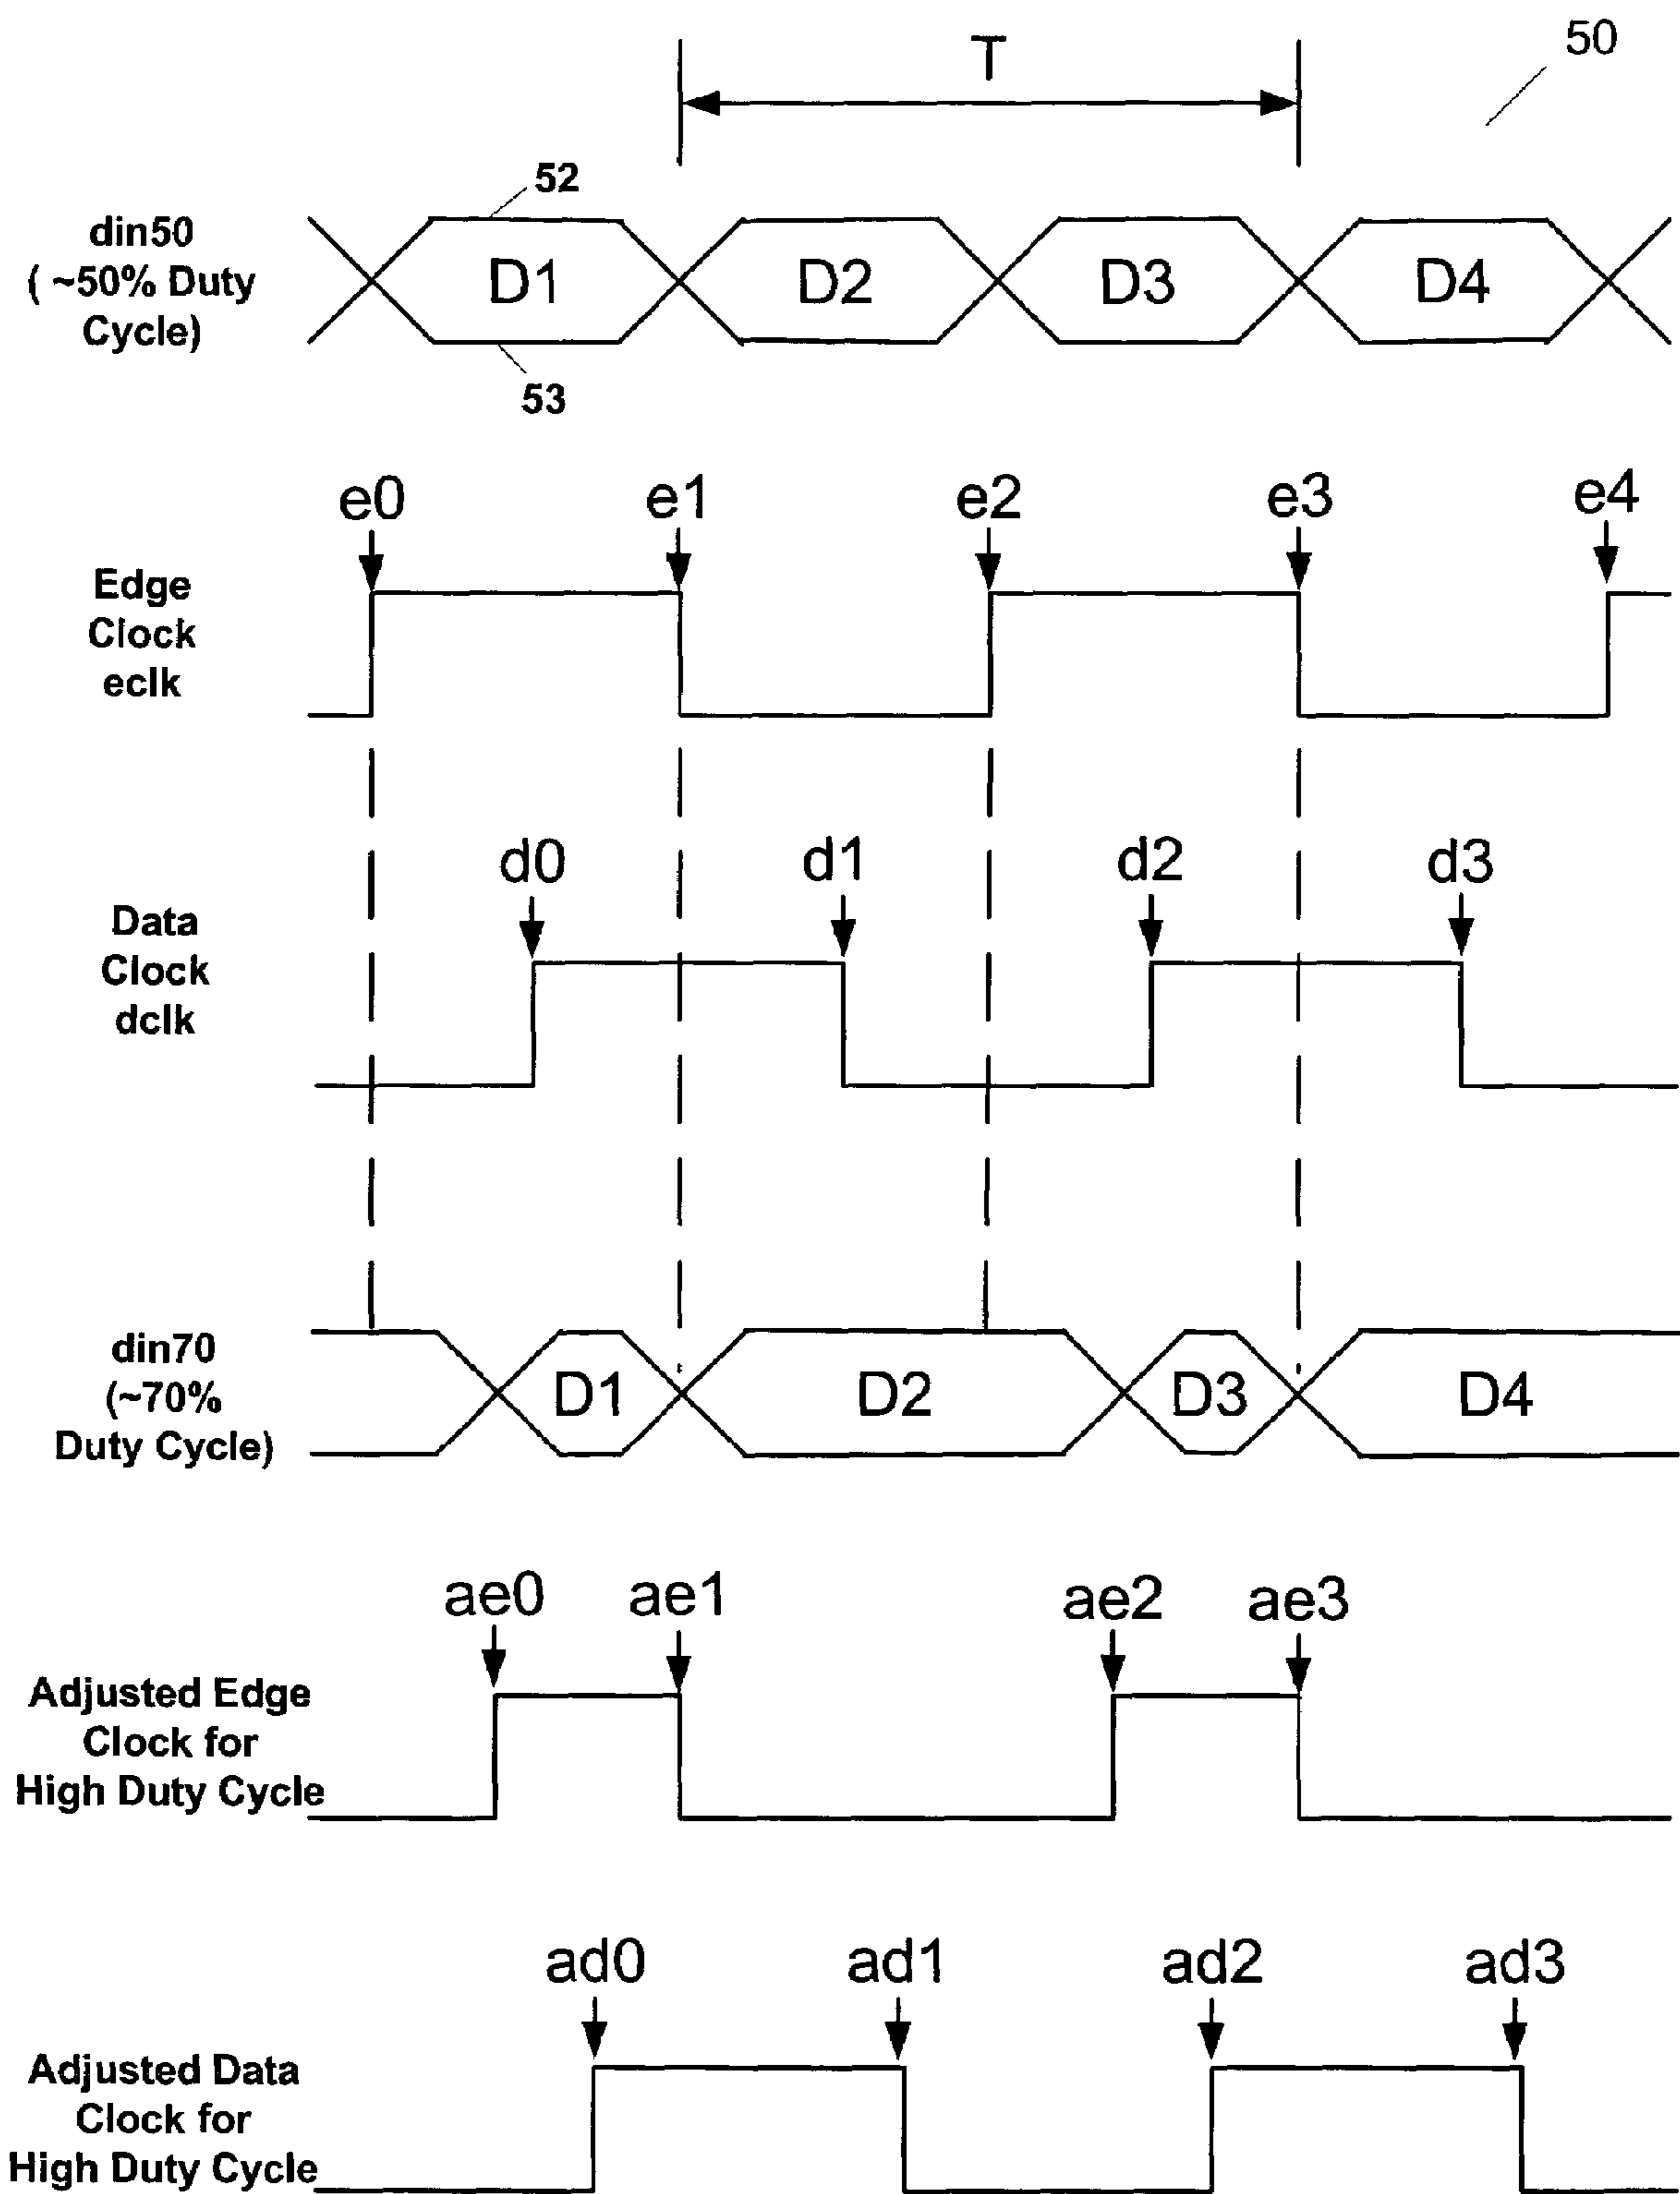 50
T
52
din50
( ~50% Duty
Cycle)
D1 D2 D3 D4
53
e0 e1 e2 e3 e4
Edge
Clock
eclk
d0 d1 d2 d3
Data
Clock
dclk
din70
(~70%
Duty Cycle)
D1 D2 D3 D4
ae0 ae1 ae2 ae3
Adjusted Edge
Clock for
High Duty Cycle
ad0 ad1 ad2 ad3
Adjusted Data
Clock for
High Duty Cycle